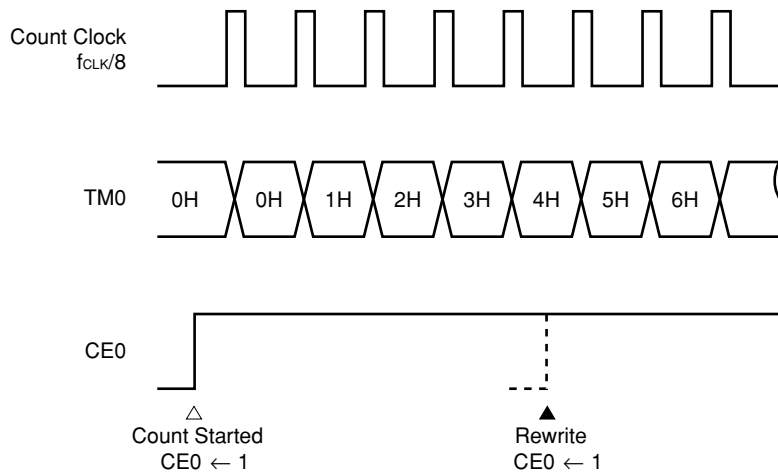 Count Clock
fCLK/8
TM0 0H 0H 1H 2H 3H 4H 5H 6H
CE0
Count Started Rewrite
CE0 ← 1 CE0 ← 1